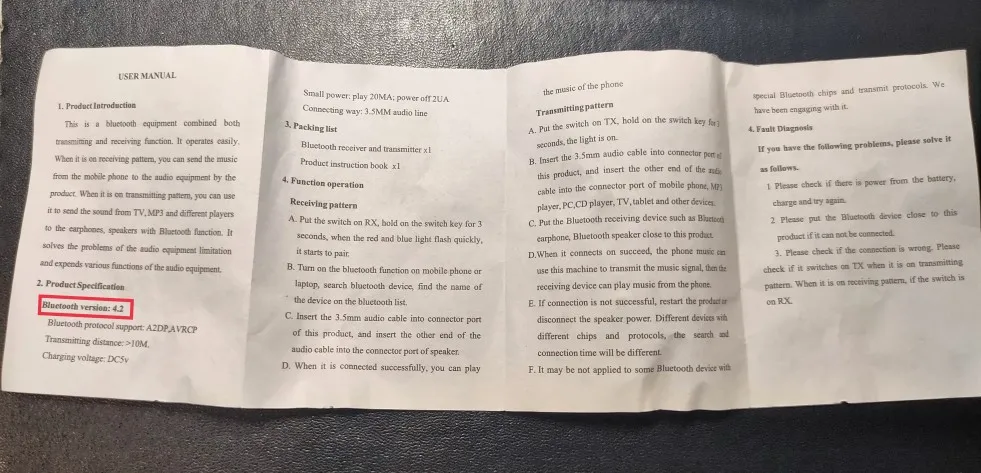 USER MANUAL
1. Product Introduction
This is a bluetooth equipment combined both
transmitting and receiving function. It operates easily.
When it is on receiving pattern, you can send the music
from the mobile phone to the audio equipment by the
product. When it is on transmitting pattern, you can use
it to send the sound from TV, MP3 and different players
to the earphones, speakers with Bluetooth function. It
solves the problems of the audio equipment limitation
and expends various functions of the audio equipment.
2. Product Specification
Bluetooth version: 4.2
Bluetooth protocol support: A2DP,AVRCP
Transmitting distance: >10M.
Charging voltage: DC5v
Small power: play 20MA; power off 2UA
Connecting way: 3.5MM audio line
3. Packing list
Bluetooth receiver and transmitter x1
Product instruction book x1
4. Function operation
Receiving pattern
A. Put the switch on RX, hold on the switch key for 3
seconds, when the red and blue light flash quickly,
it starts to pair.
B. Turn on the bluetooth function on mobile phone or
laptop, search bluetooth device, find the name of
the device on the bluetooth list.
C. Insert the 3.5mm audio cable into connector port
of this product, and insert the other end of the
audio cable into the connector port of speaker.
D. When it is connected successfully, you can play
the music of the phone
Transmitting pattern
A. Put the switch on TX, hold on the switch key for 3
seconds, the light is on.
B. Insert the 3.5mm audio cable into connector port of
this product, and insert the other end of the audio
cable into the connector port of mobile phone, MP3
player, PC,CD player, TV, tablet and other devices.
C. Put the Bluetooth receiving device such as Bluetooth
earphone, Bluetooth speaker close to this product.
D.When it connects on succeed, the phone music can
use this machine to transmit the music signal, then the
receiving device can play music from the phone.
E. If connection is not successful, restart the product or
disconnect the speaker power. Different devices with
different chips and protocols, the search and
connection time will be different.
F. It may be not applied to some Bluetooth device with
special Bluetooth chips and transmit protocols. We
have been engaging with it.
4. Fault Diagnosis
If you have the following problems, please solve it
as follows.
1. Please check if there is power from the battery,
charge and try again.
2. Please put the Bluetooth device close to this
product if it can not be connected.
3. Please check if the connection is wrong. Please
check if it switches on TX when it is on transmitting
pattern. When it is on receiving pattern, if the switch is
on RX.